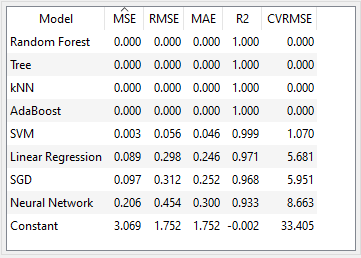 Model MSE RMSE MAE R2 CVRMSE
Random Forest 0.000 0.000 0.000 1.000 0.000
Tree 0.000 0.000 0.000 1.000 0.000
kNN 0.000 0.000 0.000 1.000 0.000
AdaBoost 0.000 0.000 0.000 1.000 0.000
SVM 0.003 0.056 0.046 0.999 1.070
Linear Regression 0.089 0.298 0.246 0.971 5.681
SGD 0.097 0.312 0.252 0.968 5.951
Neural Network 0.206 0.454 0.300 0.933 8.663
Constant 3.069 1.752 1.752 -0.002 33.405